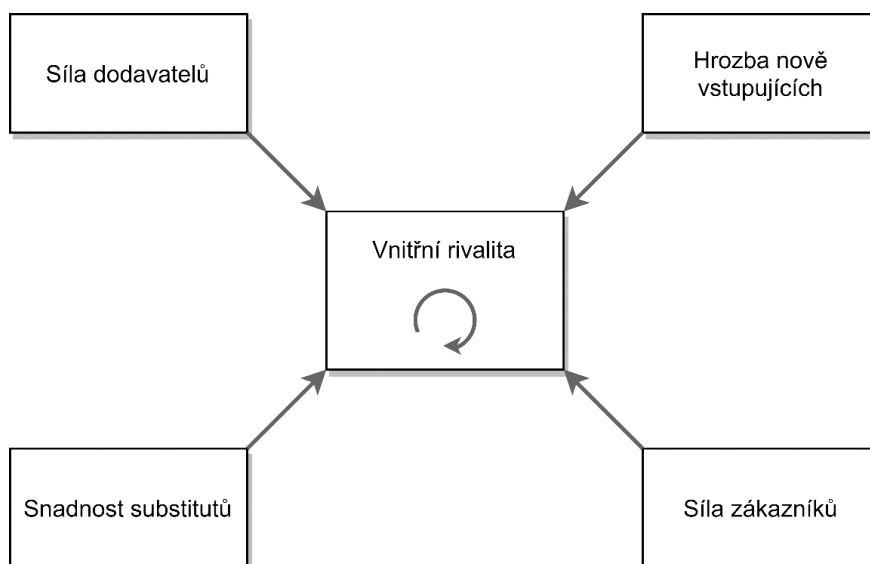 Síla dodavatelů
Hrozba nově
vstupujících
Vnitřní rivalita
Snadnost substitutů
Síla zákazníků